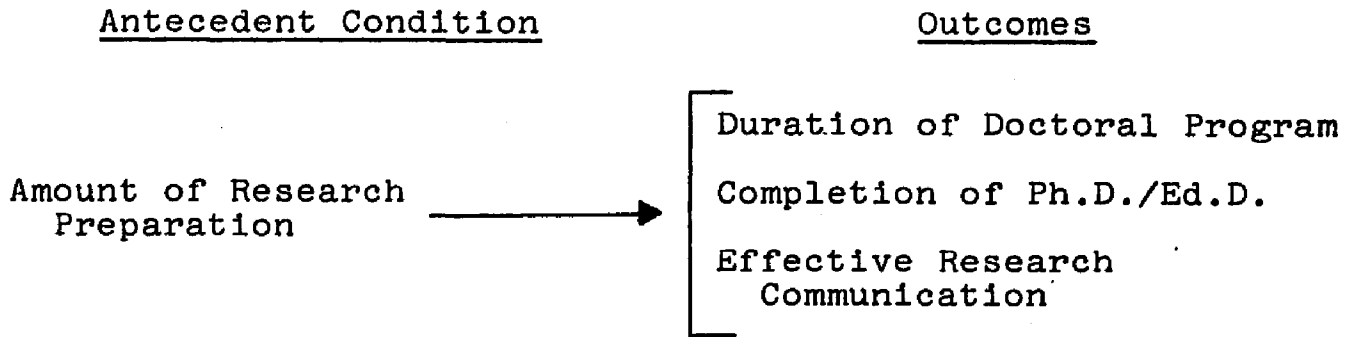 Antecedent Condition
Outcomes
Amount of Research
Preparation
Duration of Doctoral Program
Completion of Ph.D./Ed.D.
Effective Research
Communication